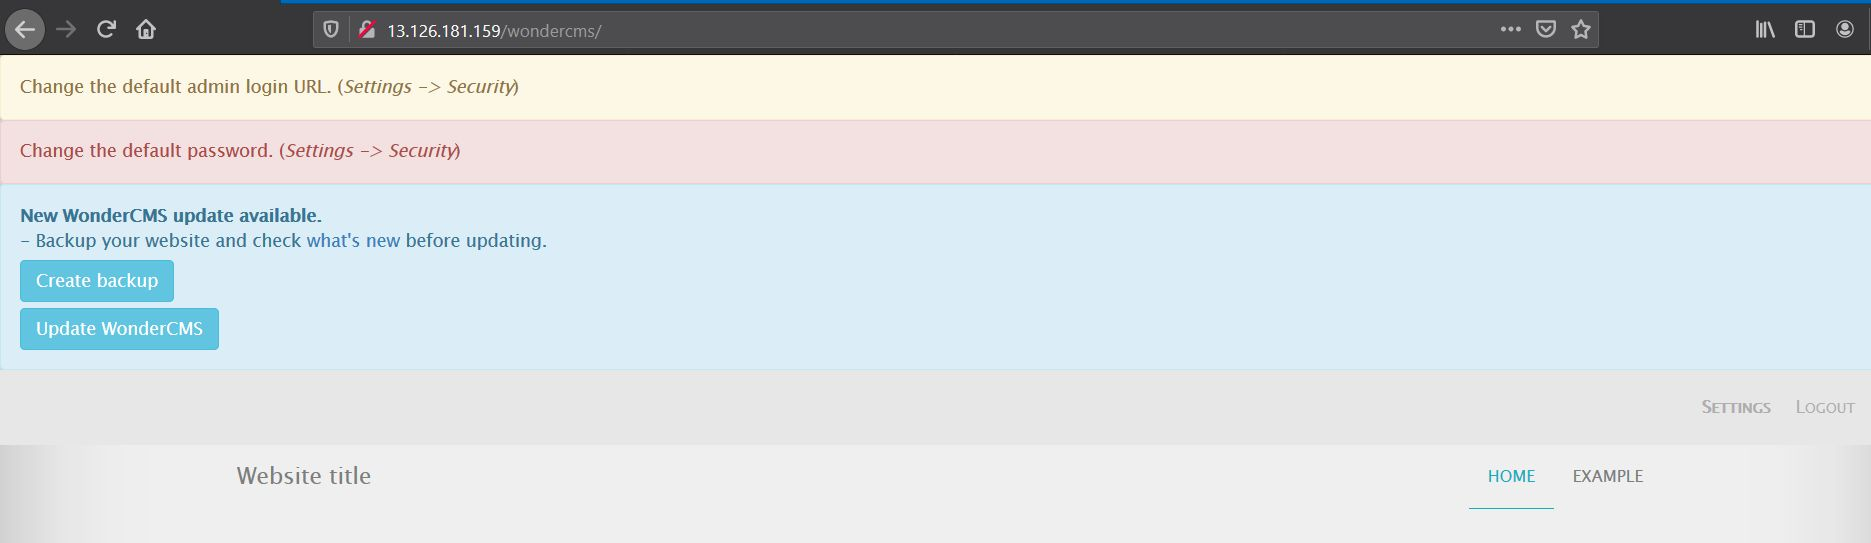 13.126.181.159/wondercms/
Change the default admin login URL. (Settings -> Security)
Change the default password. (Settings -> Security)
New WonderCMS update available.
- Backup your website and check what's new before updating.
Create backup
Update WonderCMS
SETTINGS LOGOUT
Website title HOME EXAMPLE